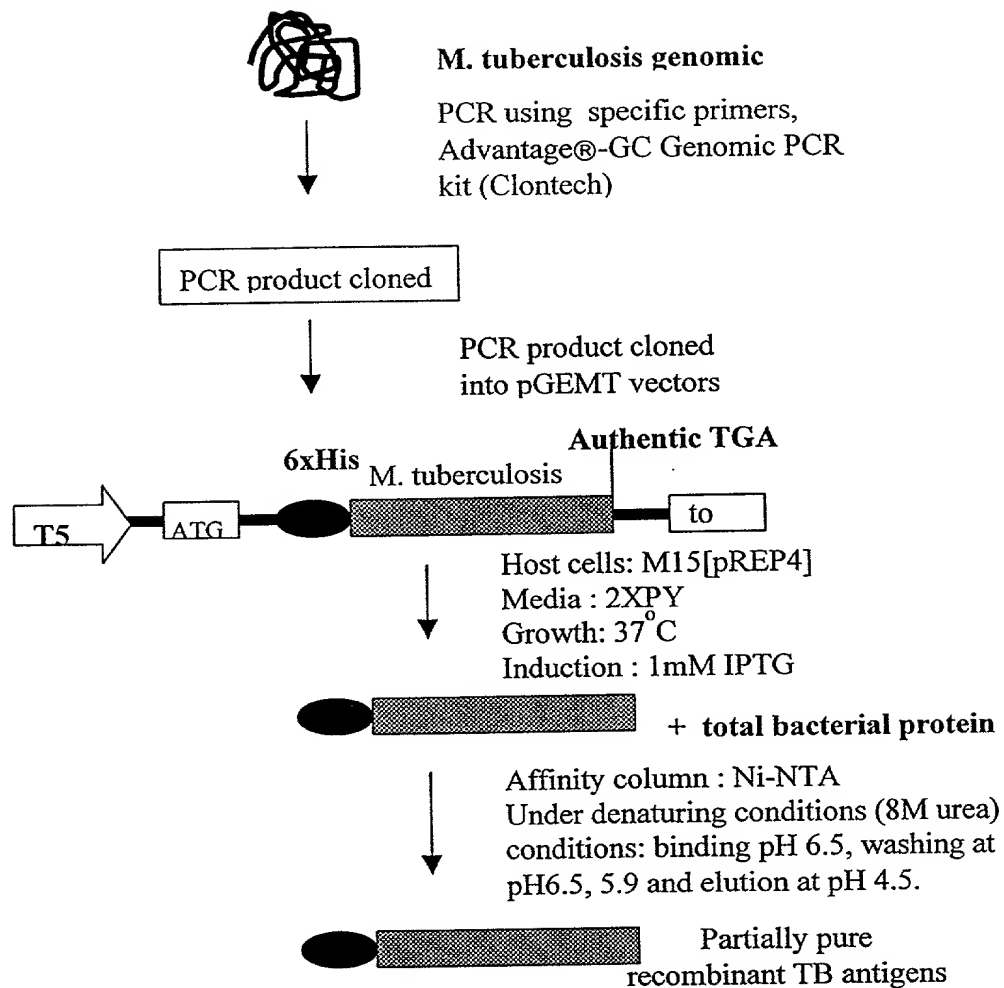 M. tuberculosis genomic
PCR using specific primers,
Advantage®-GC Genomic PCR
kit (Clontech)
PCR product cloned
PCR product cloned
into pGEMT vectors
Authentic TGA
6xHis
M. tuberculosis
T5
ATG
to
Host cells: M15[pREP4]
Media : 2XPY
Growth: 37°C
Induction : 1mM IPTG
+ total bacterial protein
Affinity column : Ni-NTA
Under denaturing conditions (8M urea)
conditions: binding pH 6.5, washing at
pH6.5, 5.9 and elution at pH 4.5.
Partially pure
recombinant TB antigens